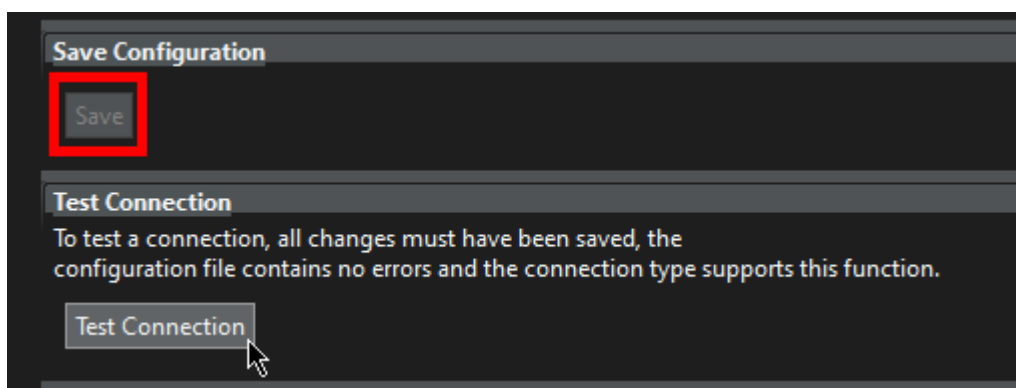 Save Configuration
Save
Test Connection
To test a connection, all changes must have been saved, the
configuration file contains no errors and the connection type supports this function.
Test Connection